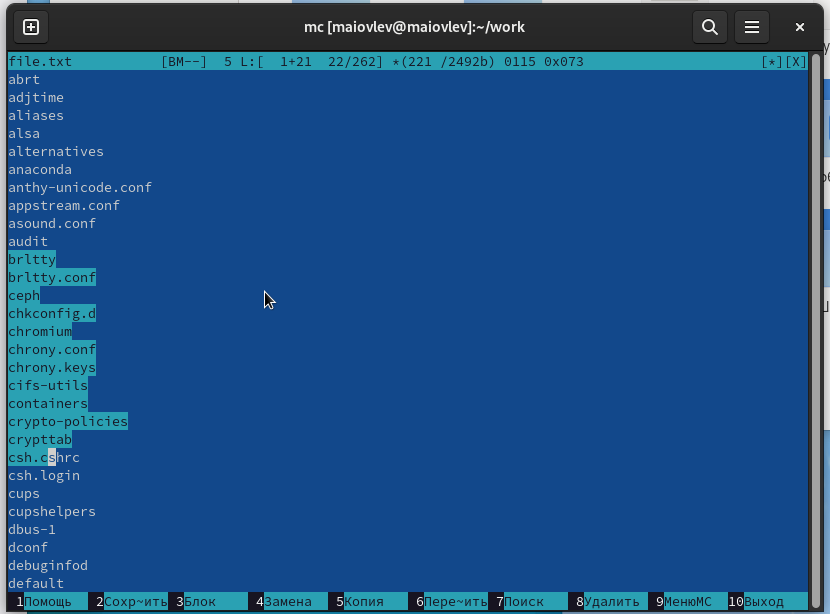 mc [maiovlev@maiovlev]:~/work
file.txt [BM--] 5 L:[ 1+21 22/262] *(221 /2492b) 0115 0x073 [*][X]
abrt
adjtime
aliases
alsa
alternatives
anaconda
anthy-unicode.conf
appstream.conf
asound.conf
audit
brltty
brltty.conf
ceph
chkconfig.d
chromium
chrony.conf
chrony.keys
cifs-utils
containers
crypto-policies
crypttab
csh.cshrc
csh.login
cups
cupshelpers
dbus-1
dconf
debuginfod
default
1Помощь 2Сохр~ить 3Блок 4Замена 5Копия 6Пере~ить 7Поиск 8Удалить 9МенюMC 10Выход